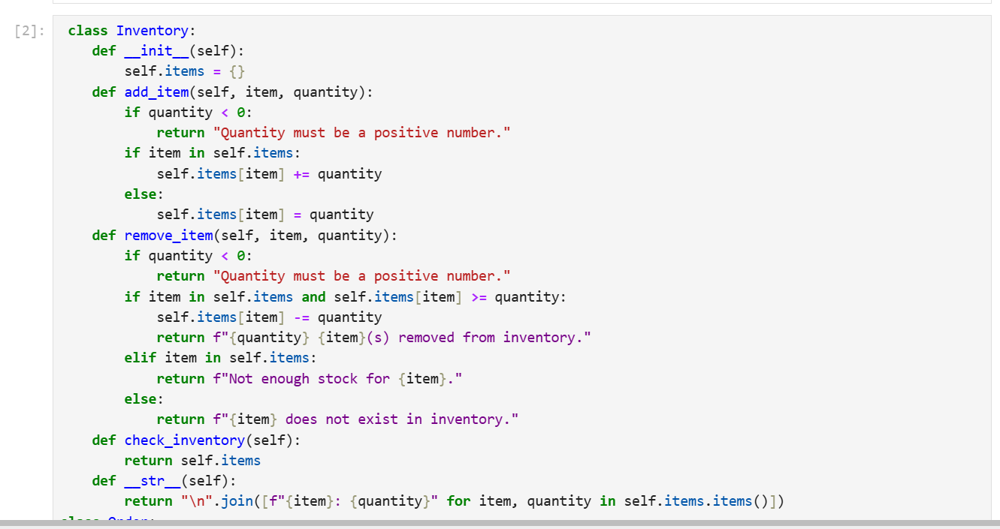 [2]:
class Inventory:
   def __init__(self):
       self.items = {}
   def add_item(self, item, quantity):
       if quantity < 0:
           return "Quantity must be a positive number."
       if item in self.items:
           self.items[item] += quantity
       else:
           self.items[item] = quantity
   def remove_item(self, item, quantity):
       if quantity < 0:
           return "Quantity must be a positive number."
       if item in self.items and self.items[item] >= quantity:
           self.items[item] -= quantity
           return f"{quantity} {item}(s) removed from inventory."
       elif item in self.items:
           return f"Not enough stock for {item}."
       else:
           return f"{item} does not exist in inventory."
   def check_inventory(self):
       return self.items
   def __str__(self):
       return "\n".join([f"{item}: {quantity}" for item, quantity in self.items.items()])
class Order: